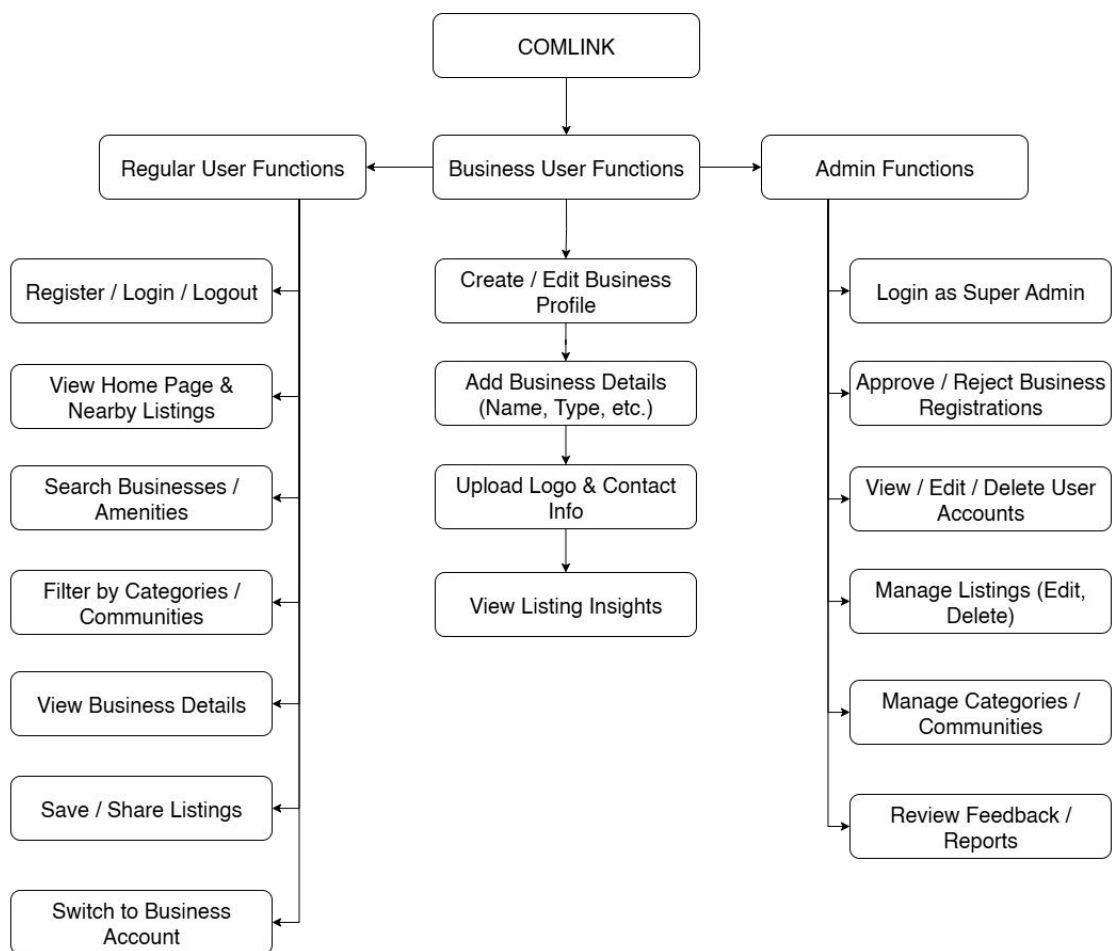 COMLINK
Regular User Functions
Business User Functions
Admin Functions
Register / Login / Logout
View Home Page &
Nearby Listings
Search Businesses /
Amenities
Filter by Categories /
Communities
View Business Details
Save / Share Listings
Switch to Business
Account
Create / Edit Business
Profile
Add Business Details
(Name, Type, etc.)
Upload Logo & Contact
Info
View Listing Insights
Login as Super Admin
Approve / Reject Business
Registrations
View / Edit / Delete User
Accounts
Manage Listings (Edit,
Delete)
Manage Categories /
Communities
Review Feedback /
Reports